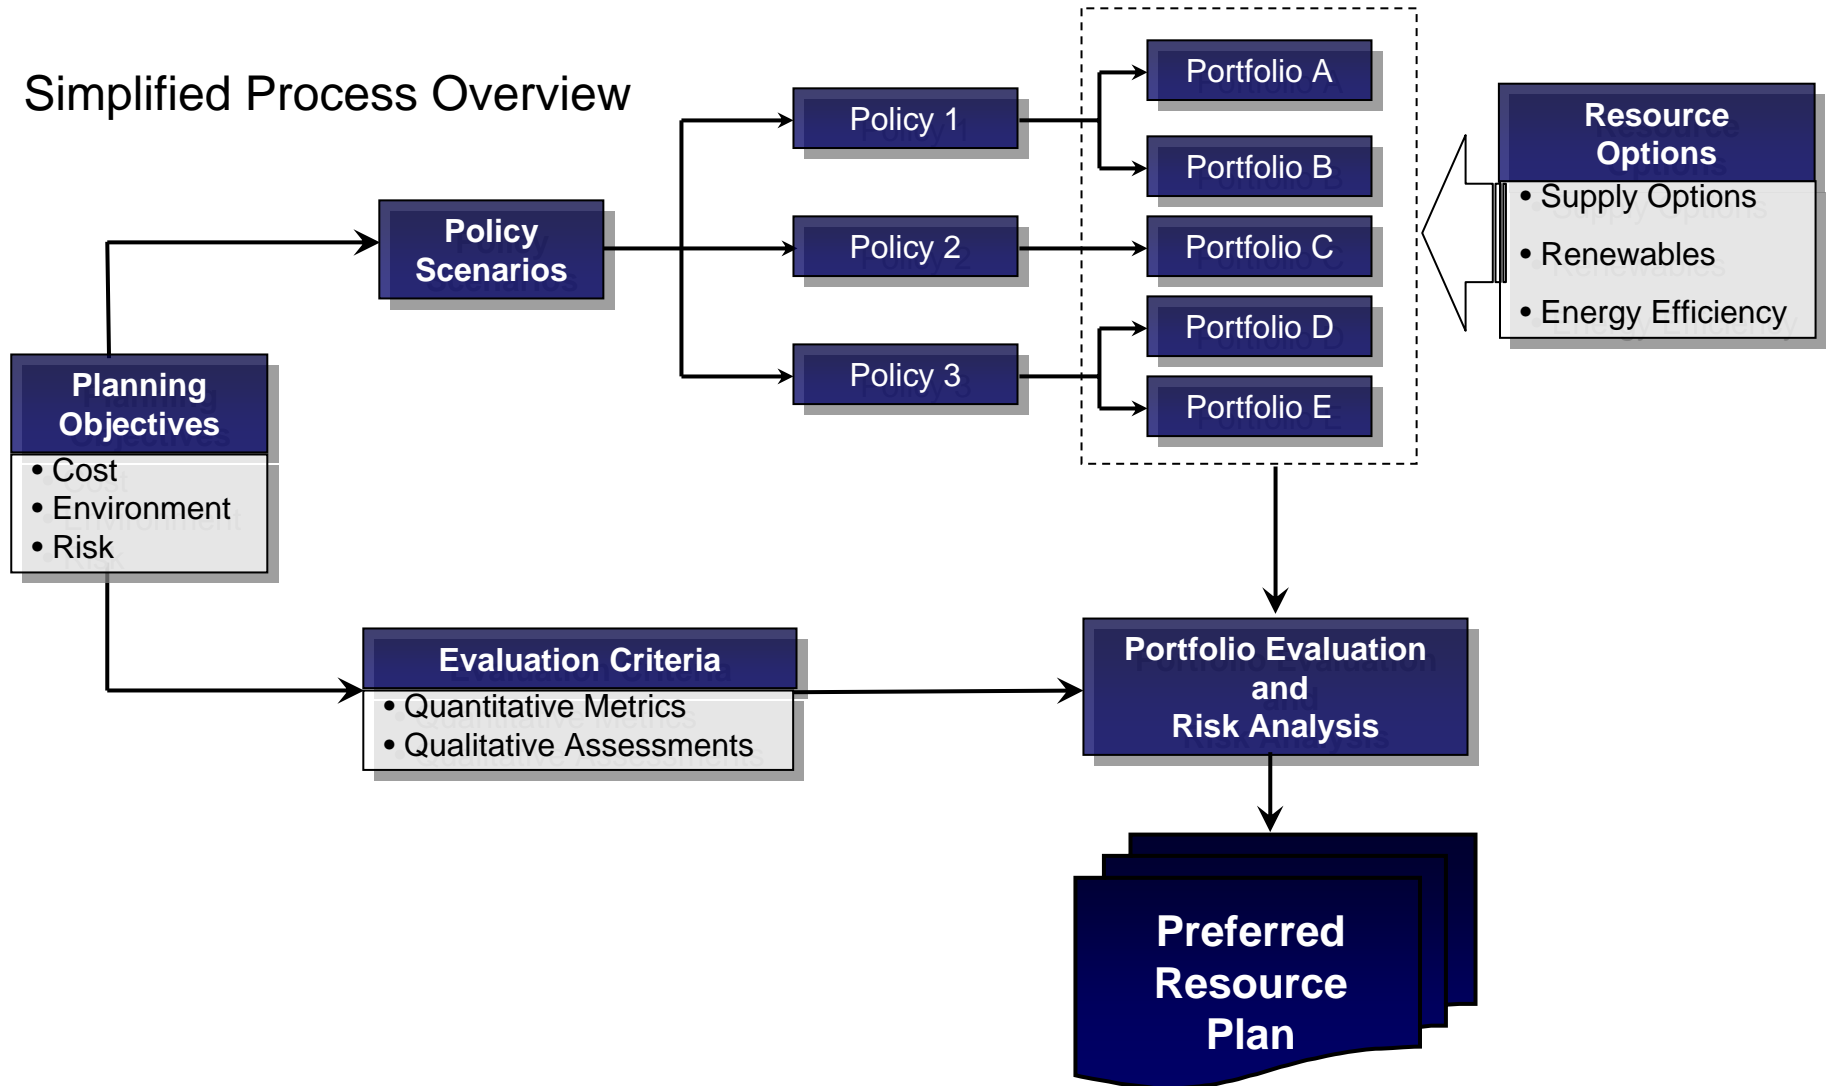 Simplified Process Overview
Policy
Scenarios
Policy 1
Policy 2
Policy 3
Portfolio A
Portfolio B
Portfolio C
Portfolio D
Portfolio E
Resource
Options
• Supply Options
• Renewables
• Energy Efficiency
Planning
Objectives
• Cost
• Environment
• Risk
Evaluation Criteria
• Quantitative Metrics
• Qualitative Assessments
Portfolio Evaluation
and
Risk Analysis
Preferred
Resource
Plan